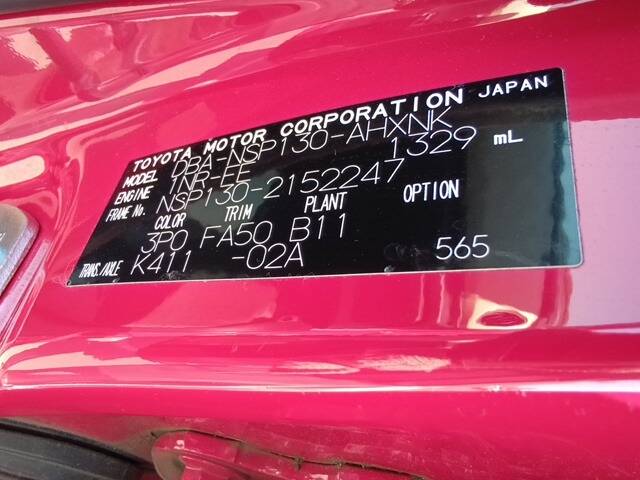 TOYOTA MOTOR CORPORATION JAPAN
MODEL DBA-NSP130-AHXNK
ENGINE 1NR-FE 1329 mL
FRAME No. NSP130-2152247
COLOR TRIM PLANT OPTION
3P0 FA50 B11
TRANS./AXLE K411 -02A 565